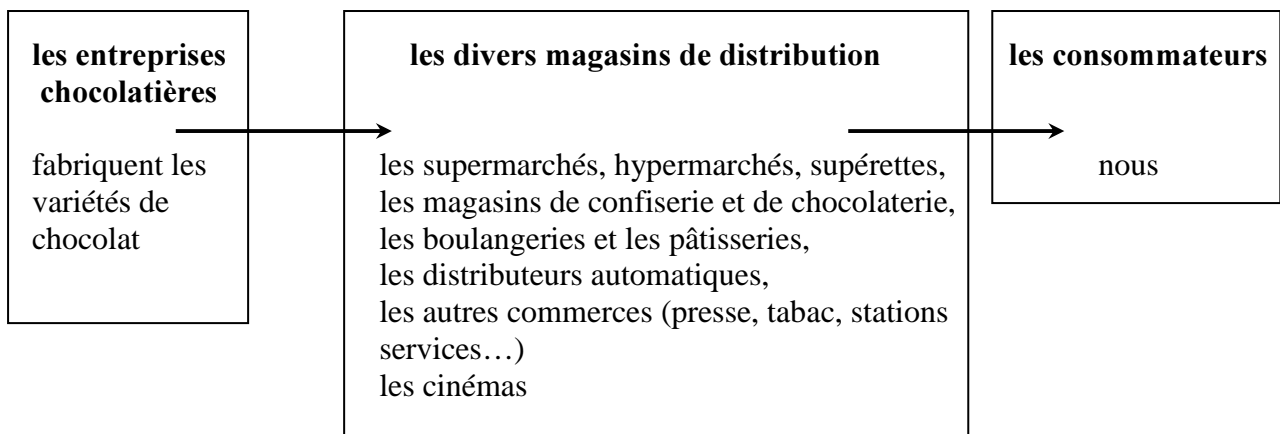 les entreprises
chocolatières
fabriquent les
variétés de
chocolat
les divers magasins de distribution
les supermarchés, hypermarchés, supérettes,
les magasins de confiserie et de chocolaterie,
les boulangeries et les pâtisseries,
les distributeurs automatiques,
les autres commerces (presse, tabac, stations
services…)
les cinémas
les consommateurs
nous